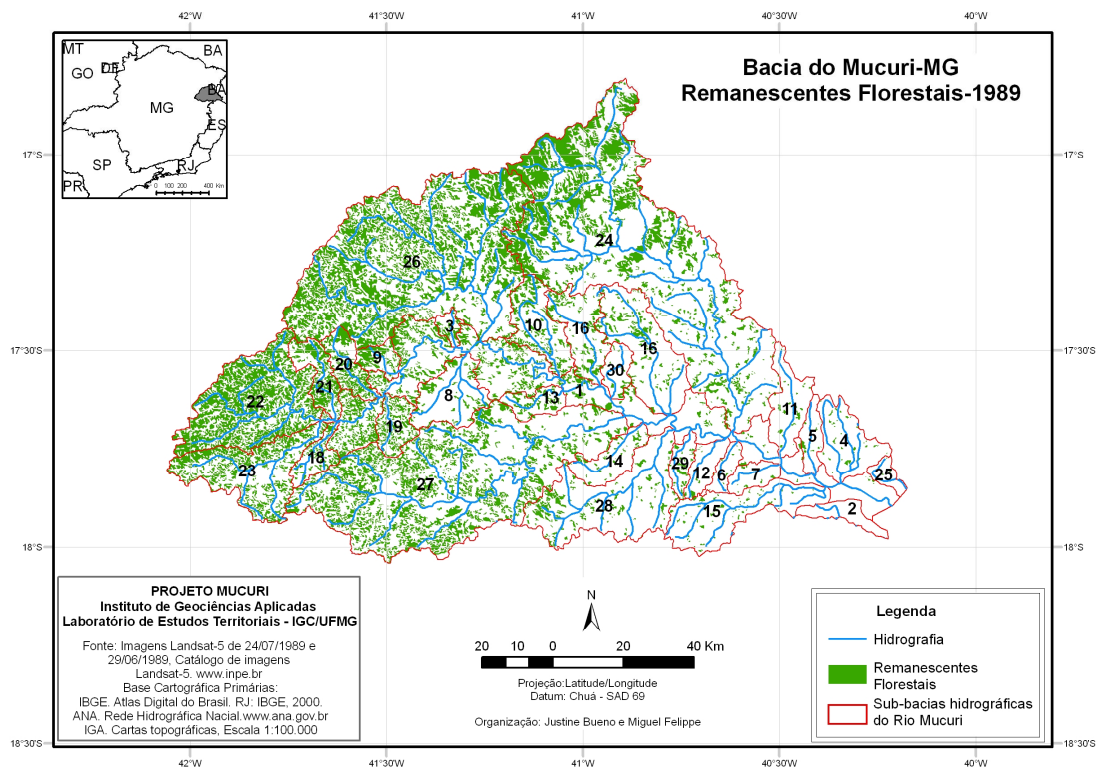 42°W 41°30'W 41°W 40°30'W 40°W
MT
BA
GO
DF
BA
MG
ES
SP
RJ
PR
0 100 200 400 Km
Bacia do Mucuri-MG
Remanescentes Florestais-1989
17°S 17°S
24
26
3 10 16
17°30'S 17°30'S
9 16
20 30
21 8 13 1
22 11
19 5 4
18 14 29
23 12 6 7 25
27
28 15 2
18°S 18°S
PROJETO MUCURI
Instituto de Geociências Aplicadas
Laboratório de Estudos Territoriais - IGC/UFMG
Fonte: Imagens Landsat-5 de 24/07/1989 e
29/06/1989, Catálogo de imagens
Landsat-5. www.inpe.br
Base Cartográfica Primárias:
IBGE. Atlas Digital do Brasil. RJ: IBGE, 2000.
ANA. Rede Hidrográfica Nacial.www.ana.gov.br
IGA. Cartas topográficas, Escala 1:100.000
N
20 10 0 20 40 Km
Projeção:Latitude/Longitude
Datum: Chuá - SAD 69
Organização: Justine Bueno e Miguel Felippe
Legenda
Hidrografia
Remanescentes
Florestais
Sub-bacias hidrográficas
do Rio Mucuri
18°30'S 18°30'S
42°W 41°30'W 41°W 40°30'W 40°W